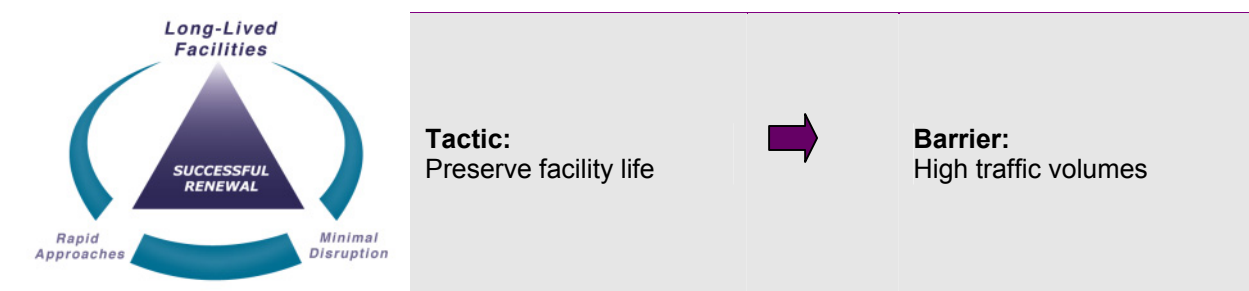 Long-Lived
Facilities
SUCCESSFUL
RENEWAL
Rapid
Approaches
Minimal
Disruption
Tactic:
Preserve facility life
Barrier:
High traffic volumes